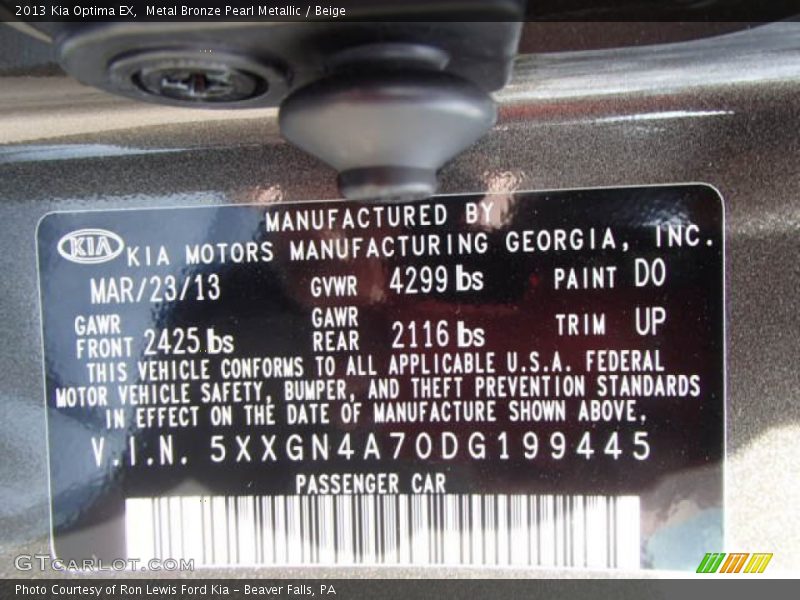 2013 Kia Optima EX,  Metal Bronze Pearl Metallic / Beige
MANUFACTURED BY
KIA KIA MOTORS MANUFACTURING GEORGIA, INC.
MAR/23/13 GVWR 4299 lbs PAINT D0
GAWR FRONT 2425 lbs GAWR REAR 2116 lbs TRIM UP
THIS VEHICLE CONFORMS TO ALL APPLICABLE U.S.A. FEDERAL
MOTOR VEHICLE SAFETY, BUMPER, AND THEFT PREVENTION STANDARDS
IN EFFECT ON THE DATE OF MANUFACTURE SHOWN ABOVE.
V.I.N. 5XXGN4A70DG199445
PASSENGER CAR
GTCarLot.com
Photo Courtesy of Ron Lewis Ford Kia - Beaver Falls, PA